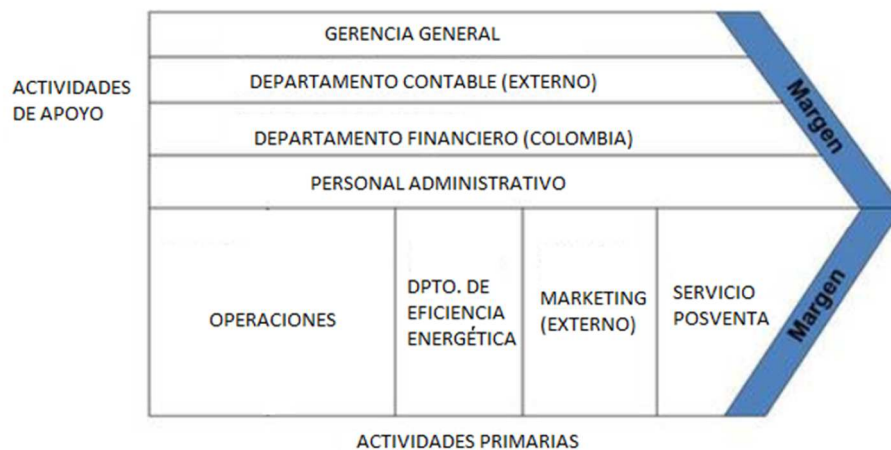 GERENCIA GENERAL
DEPARTAMENTO CONTABLE (EXTERNO)
ACTIVIDADES
DE APOYO
DEPARTAMENTO FINANCIERO (COLOMBIA)
PERSONAL ADMINISTRATIVO
Margen
OPERACIONES
DPTO. DE
EFICIENCIA
ENERGÉTICA
MARKETING
(EXTERNO)
SERVICIO
POSVENTA
Margen
ACTIVIDADES PRIMARIAS